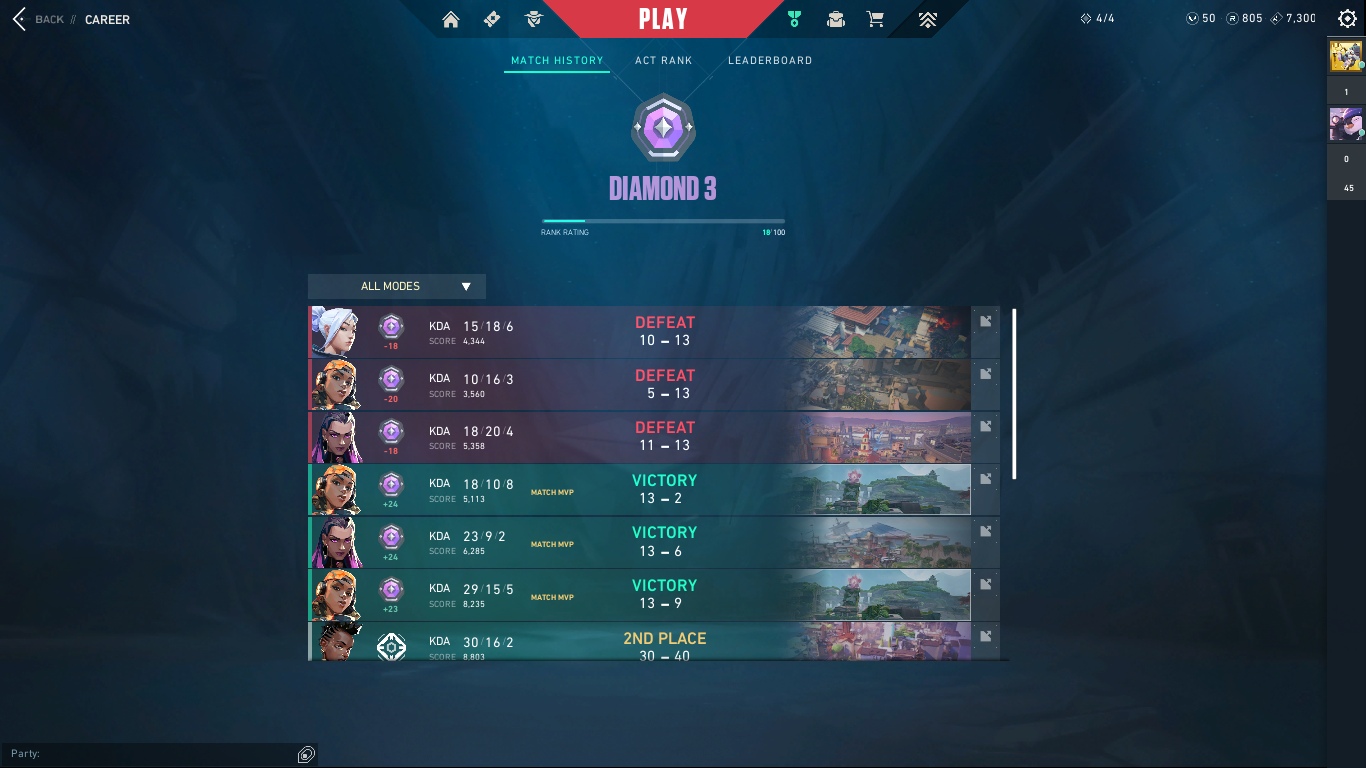 BACK // CAREER
PLAY
4/4
50 805 7,300
MATCH HISTORY ACT RANK LEADERBOARD
1
0
45
DIAMOND 3
RANK RATING 18/100
ALL MODES
KDA 15/18/6
SCORE 4,344
-18
DEFEAT
10 – 13
KDA 10/16/3
SCORE 3,560
-20
DEFEAT
5 – 13
KDA 18/20/4
SCORE 5,358
-18
DEFEAT
11 – 13
KDA 18/10/8
SCORE 5,113
+24
MATCH MVP
VICTORY
13 – 2
KDA 23/9/2
SCORE 6,285
+24
MATCH MVP
VICTORY
13 – 6
KDA 29/15/5
SCORE 8,235
+23
MATCH MVP
VICTORY
13 – 9
KDA 30/16/2
SCORE 8,803
2ND PLACE
30 – 40
Party: